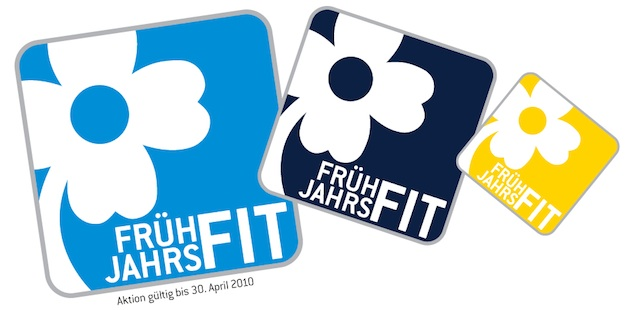 FRÜH
JAHRSFIT
Aktion gültig bis 30. April 2010
FRÜH
JAHRSFIT
FRÜH
JAHRSFIT